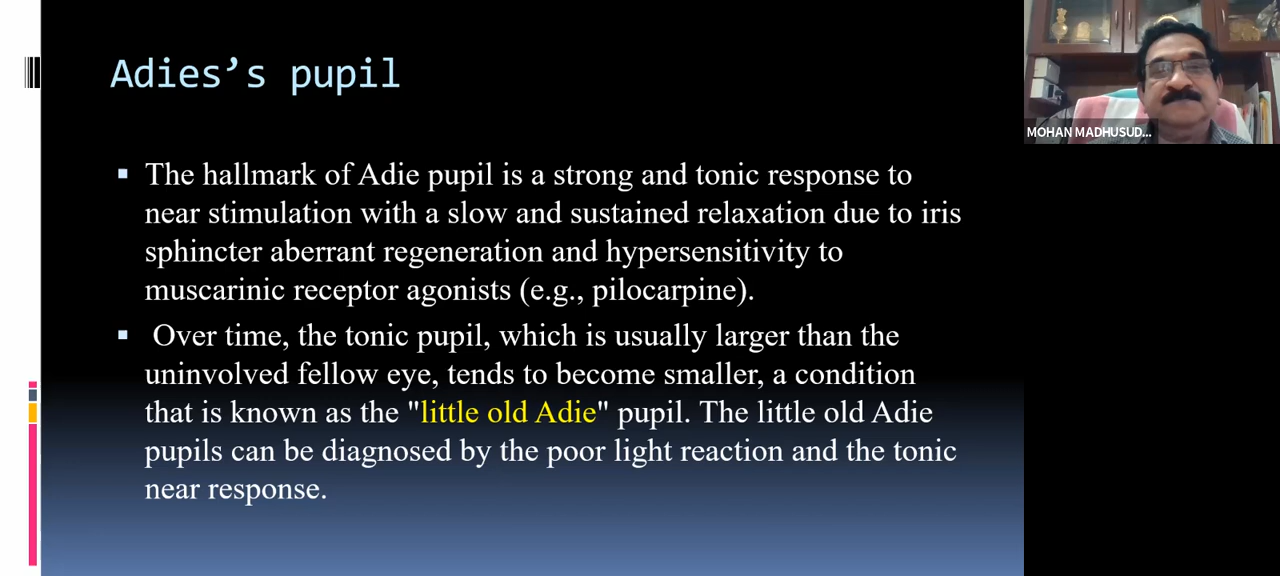 Adies’s pupil
▪ The hallmark of Adie pupil is a strong and tonic response to
near stimulation with a slow and sustained relaxation due to iris
sphincter aberrant regeneration and hypersensitivity to
muscarinic receptor agonists (e.g., pilocarpine).
▪ Over time, the tonic pupil, which is usually larger than the
uninvolved fellow eye, tends to become smaller, a condition
that is known as the "little old Adie" pupil. The little old Adie
pupils can be diagnosed by the poor light reaction and the tonic
near response.
MOHAN MADHUSUD...